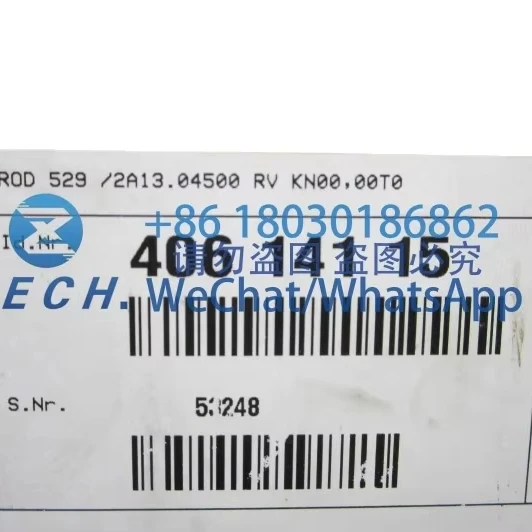 ROD 529 /2A13.04500 RV KN00,00T0
+86 18030186862
Id.Nr.
406 141 15
请勿盗图 盗图必究
ECH.
WeChat/WhatsApp
S.Nr.
53248